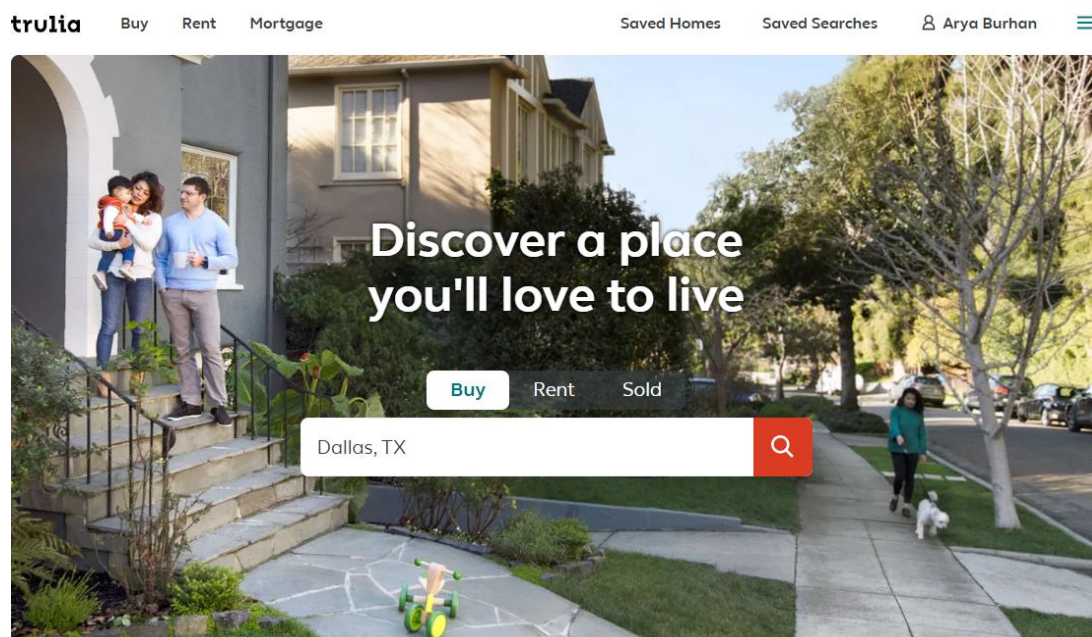 trulia Buy Rent Mortgage Saved Homes Saved Searches Arya Burhan
Discover a place
you'll love to live
Buy Rent Sold
Dallas, TX